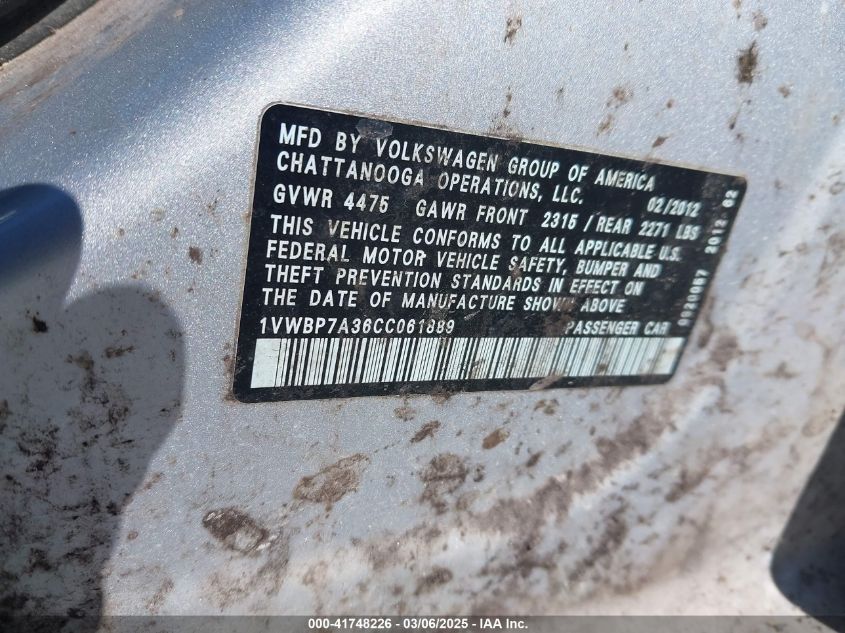 MFD BY VOLKSWAGEN GROUP OF AMERICA
CHATTANOOGA OPERATIONS, LLC. 02/2012
GVWR 4475 GAWR FRONT 2315 / REAR 2271 LBS
THIS VEHICLE CONFORMS TO ALL APPLICABLE U.S.
FEDERAL MOTOR VEHICLE SAFETY, BUMPER AND
THEFT PREVENTION STANDARDS IN EFFECT ON
THE DATE OF MANUFACTURE SHOWN ABOVE
1VWBP7A36CC061889 PASSENGER CAR
2012 02
000-41748226 - 03/06/2025 - IAA Inc.